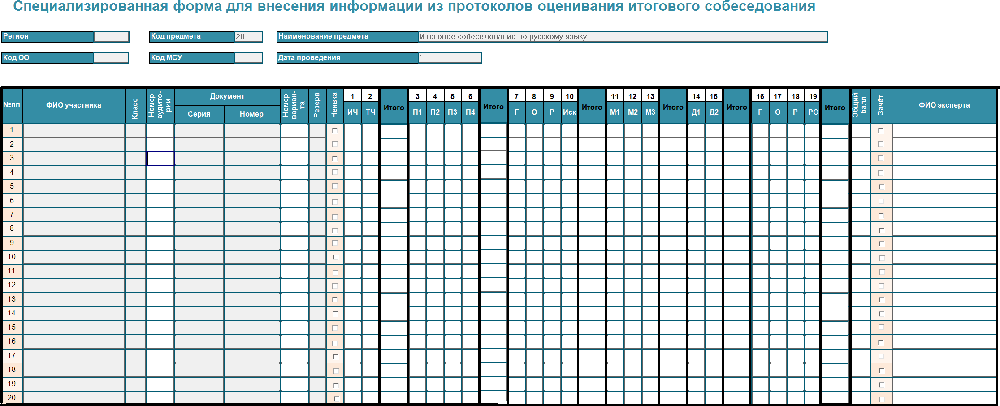 Специализированная форма для внесения информации из протоколов оценивания итогового собеседования
Регион
Код предмета 20
Наименование предмета Итоговое собеседование по русскому языку
Код ОО
Код МСУ
Дата проведения
№пп
ФИО участника
Класс
Номер
аудито-
рии
Документ
Серия
Номер
Номер
вариан-
та
Резерв
Неявка
1 2
ИЧ ТЧ
Итого
3 4 5 6
П1 П2 П3 П4
Итого
7 8 9 10
Г О Р Иск
Итого
11 12 13
М1 М2 М3
Итого
14 15
Д1 Д2
Итого
16 17 18 19
Г О Р РО
Итого
Общий
балл
Зачёт
ФИО эксперта
1
2
3
4
5
6
7
8
9
10
11
12
13
14
15
16
17
18
19
20